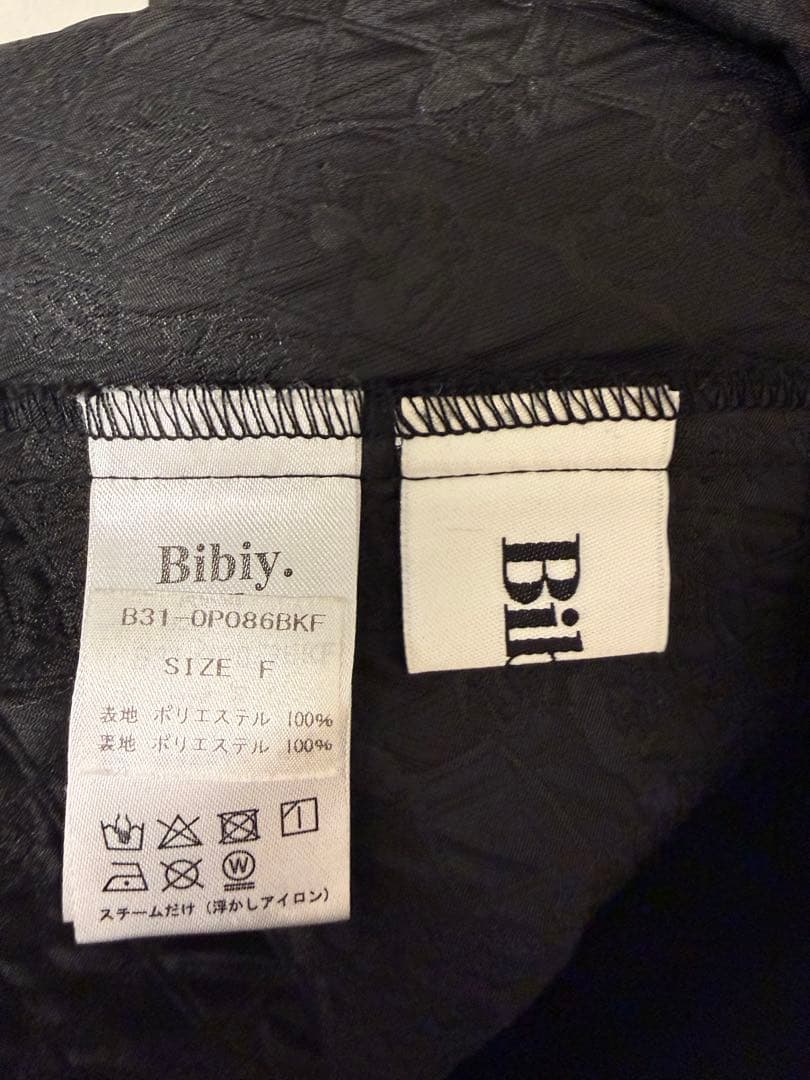 Bibiy.
B31-OP086BKF
SIZE F
表地 ポリエステル 100%
裏地 ポリエステル 100%
W
スチームだけ (浮かしアイロン)
Bib